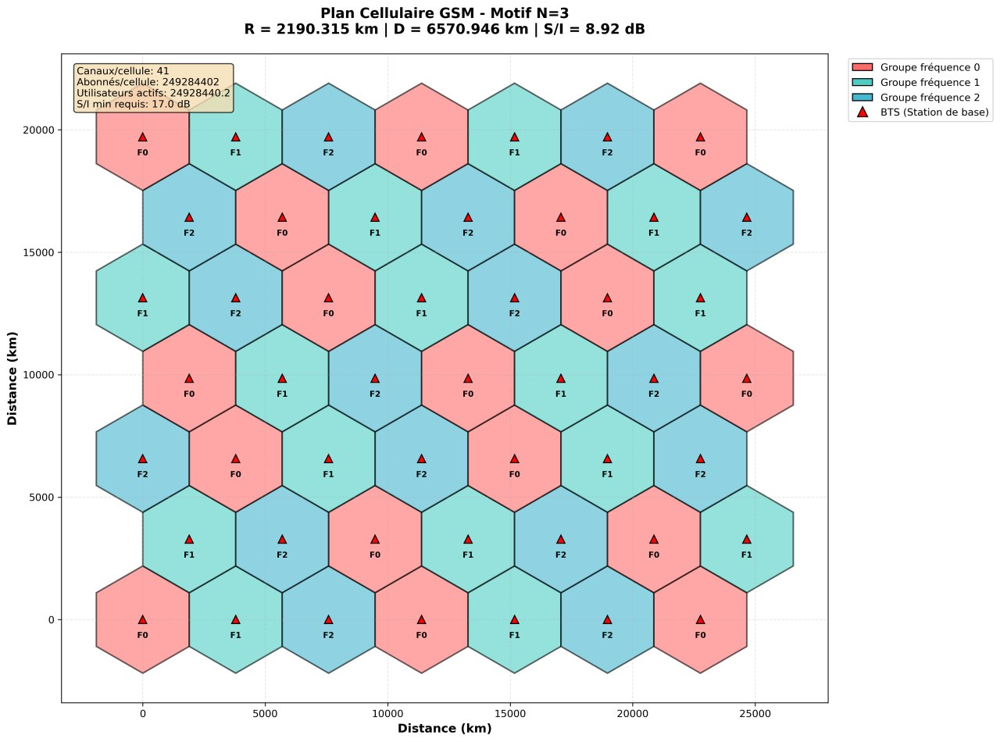 Plan Cellulaire GSM - Motif N=3
R = 2190.315 km | D = 6570.946 km | S/I = 8.92 dB
Canaux/cellule: 41
Abonnés/cellule: 249284402
Utilisateurs actifs: 24928440.2
S/I min requis: 17.0 dB
Groupe fréquence 0
Groupe fréquence 1
Groupe fréquence 2
BTS (Station de base)
20000
F0 F1 F2 F0 F1 F2 F0
F2 F0 F1 F2 F0 F1 F2
15000
F1 F2 F0 F1 F2 F0 F1
10000
F0 F1 F2 F0 F1 F2 F0
F2 F0 F1 F2 F0 F1 F2
5000
F1 F2 F0 F1 F2 F0 F1
0
F0 F1 F2 F0 F1 F2 F0
Distance (km)
0 5000 10000 15000 20000 25000
Distance (km)